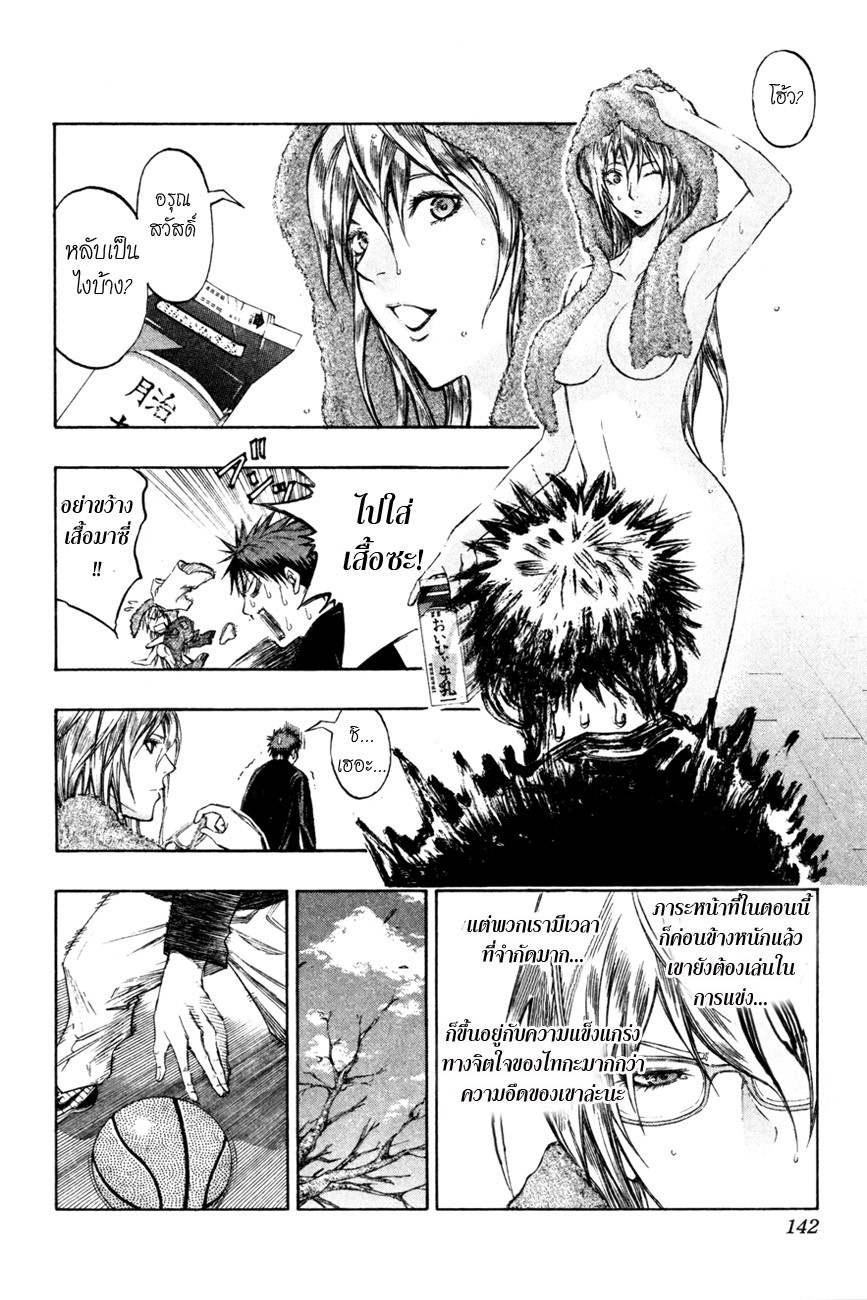 โฮ้ว?
อรุณ
สวัสดิ์
หลับเป็น
ไงบ้าง?
月治
ไปใส่
เสื้อซะ!
อย่าขว้าง
เสื้อมาซี่
!!
牛乳
ชิ...
เฮอะ...
ภาระหน้าที่ในตอนนี้
ก็ค่อนข้างหนักแล้ว
เขายังต้องเล่นใน
การแข่ง...
แต่พวกเรามีเวลา
ที่จำกัดมาก...
ก็ขึ้นอยู่กับความแข็งแกร่ง
ทางจิตใจของไทกะมากกว่า
ความอึดของเขาล่ะนะ
142